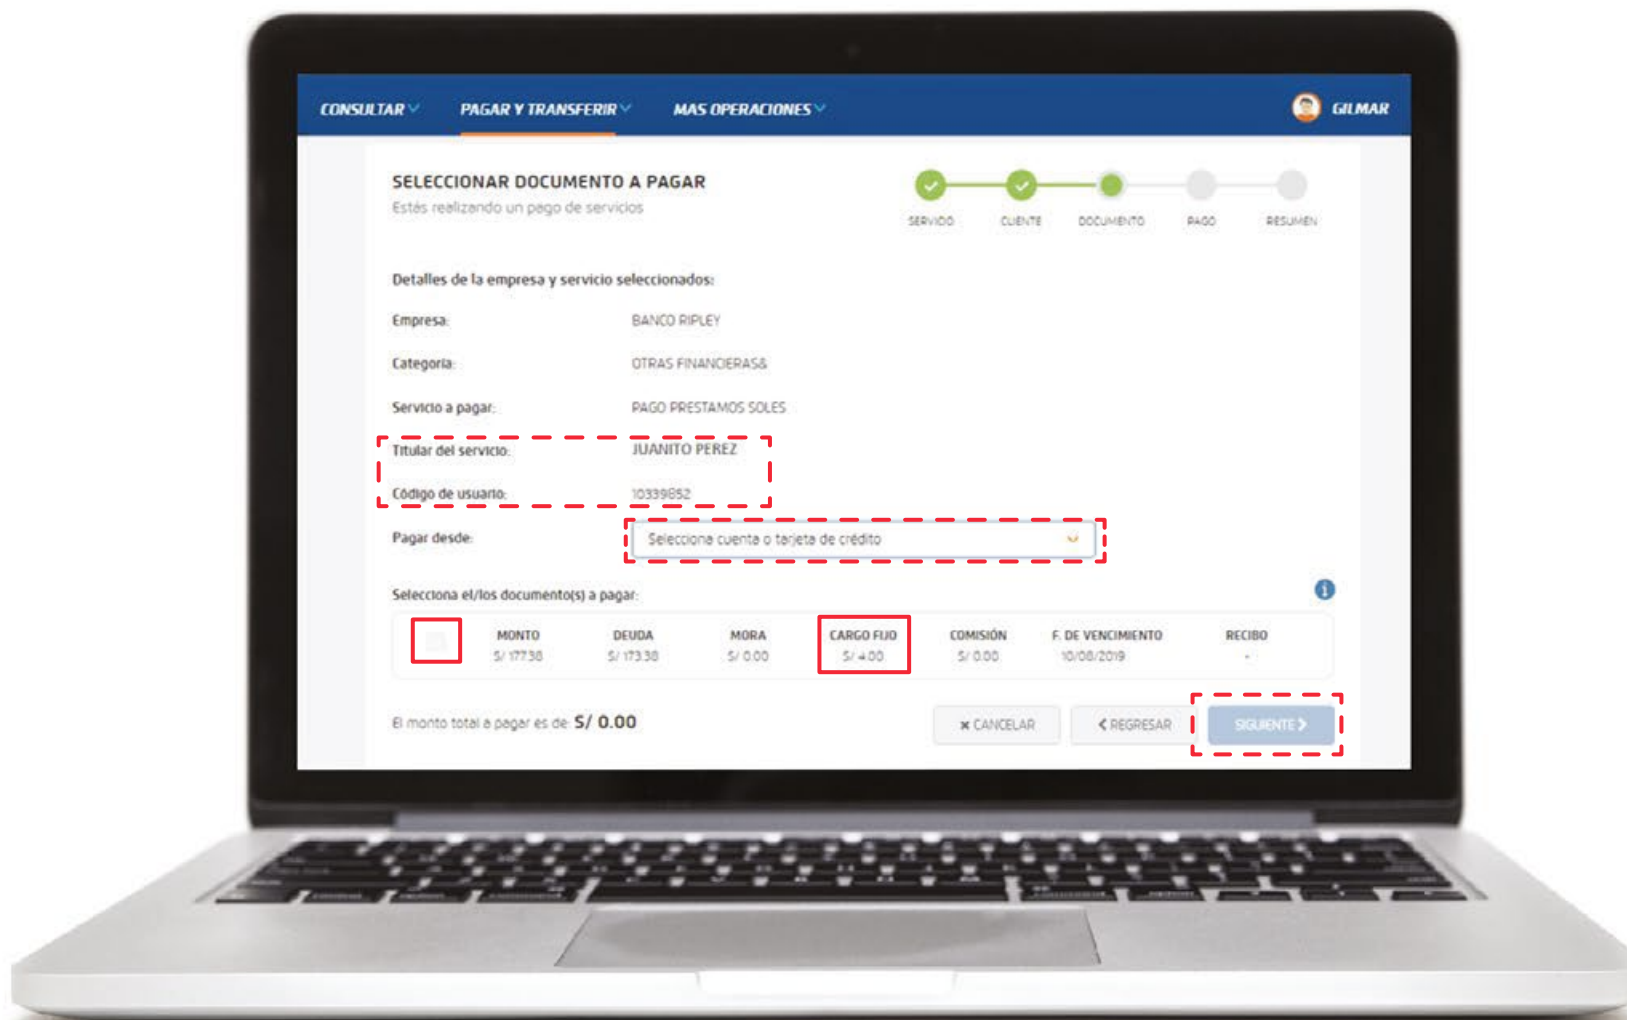 CONSULTAR PAGAR Y TRANSFERIR MAS OPERACIONES GILMAR
SELECCIONAR DOCUMENTO A PAGAR
Estás realizando un pago de servicios
SERVICIO CLIENTE DOCUMENTO PAGO RESUMEN
Detalles de la empresa y servicio seleccionados:
Empresa: BANCO RIPLEY
Categoría: OTRAS FINANCIERAS&
Servicio a pagar: PAGO PRESTAMOS SOLES
Titular del servicio: JUANITO PEREZ
Código de usuario: 10339852
Pagar desde: Selecciona cuenta o tarjeta de crédito
Selecciona el/los documento(s) a pagar:
MONTO DEUDA MORA CARGO FIJO COMISIÓN F. DE VENCIMIENTO RECIBO
S/ 177.38 S/ 173.38 S/ 0.00 S/ 4.00 S/ 0.00 10/08/2019 -
El monto total a pagar es de: S/ 0.00 CANCELAR REGRESAR SIGUIENTE